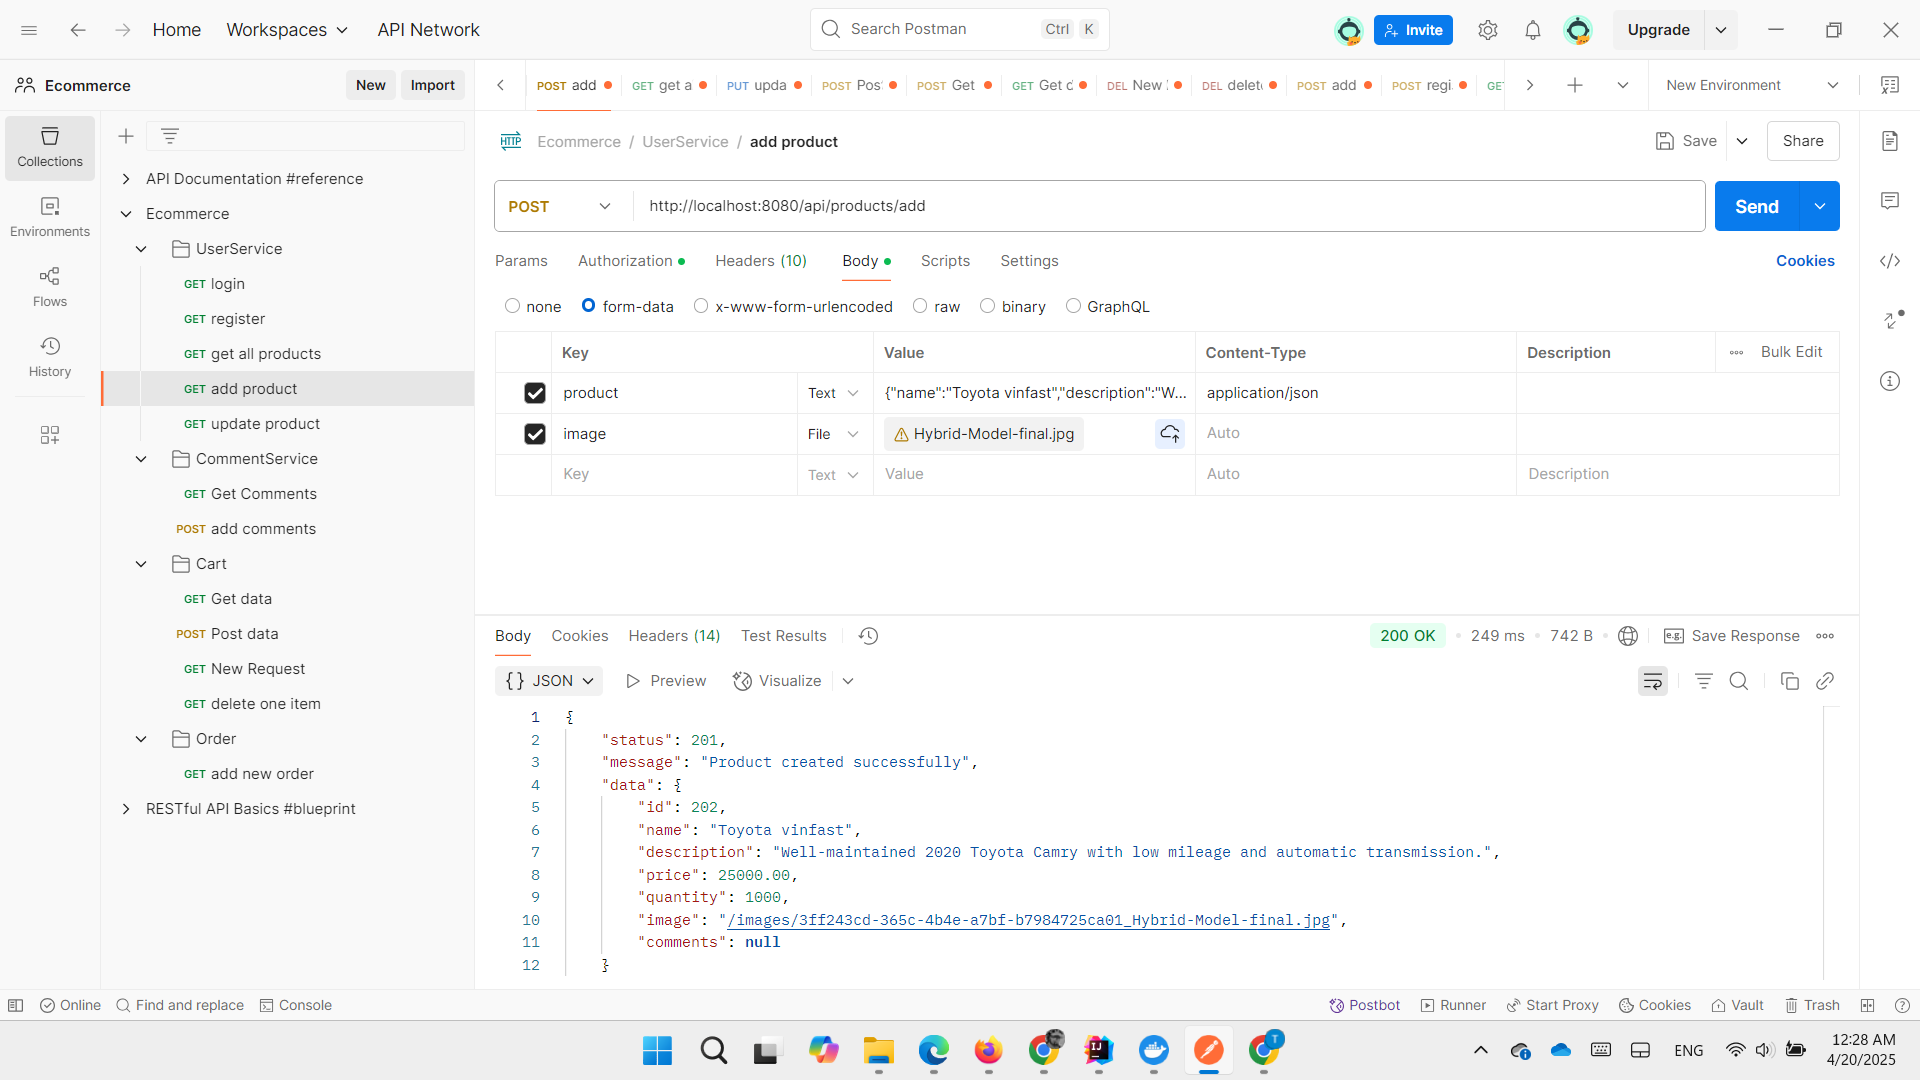 Home
Workspaces
API Network
Search Postman
Ctrl
K
Invite
Upgrade
Ecommerce
New
Import
POST add
GET get a
PUT upda
POST Pos
POST Get
GET Get d
DEL New
DEL delet
POST add
POST regi
GET
New Environment
Collections
Environments
Flows
History
API Documentation #reference
Ecommerce
UserService
GET login
GET register
GET get all products
GET add product
GET update product
CommentService
GET Get Comments
POST add comments
Cart
GET Get data
POST Post data
GET New Request
GET delete one item
Order
GET add new order
RESTful API Basics #blueprint
HTTP
Ecommerce / UserService / add product
Save
Share
POST
http://localhost:8080/api/products/add
Send
Params
Authorization
Headers (10)
Body
Scripts
Settings
Cookies
none
form-data
x-www-form-urlencoded
raw
binary
GraphQL
Key
Value
Content-Type
Description
Bulk Edit
product
Text
{"name":"Toyota vinfast","description":"W...
application/json
image
File
Hybrid-Model-final.jpg
Auto
Key
Text
Value
Auto
Description
Body
Cookies
Headers (14)
Test Results
200 OK
249 ms
742 B
e.g.
Save Response
{} JSON
Preview
Visualize
1 {
2 "status": 201,
3 "message": "Product created successfully",
4 "data": {
5 "id": 202,
6 "name": "Toyota vinfast",
7 "description": "Well-maintained 2020 Toyota Camry with low mileage and automatic transmission.",
8 "price": 25000.00,
9 "quantity": 1000,
10 "image": "/images/3ff243cd-365c-4b4e-a7bf-b7984725ca01_Hybrid-Model-final.jpg",
11 "comments": null
12 }
Online
Find and replace
Console
Postbot
Runner
Start Proxy
Cookies
Vault
Trash
IJ
T
ENG
12:28 AM
4/20/2025